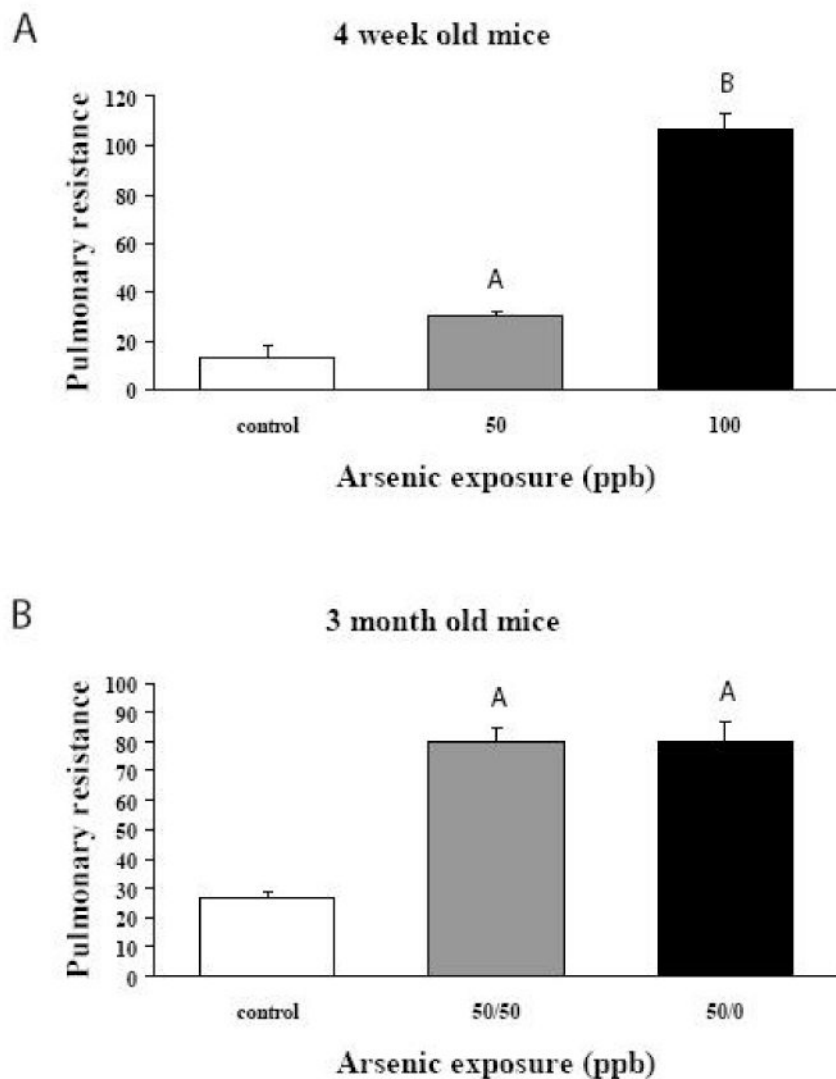 A
4 week old mice
Pulmonary resistance
120
100
80
60
40
20
0
A
B
control 50 100
Arsenic exposure (ppb)
B
3 month old mice
Pulmonary resistance
100
90
80
70
60
50
40
30
20
10
0
A A
control 50/50 50/0
Arsenic exposure (ppb)